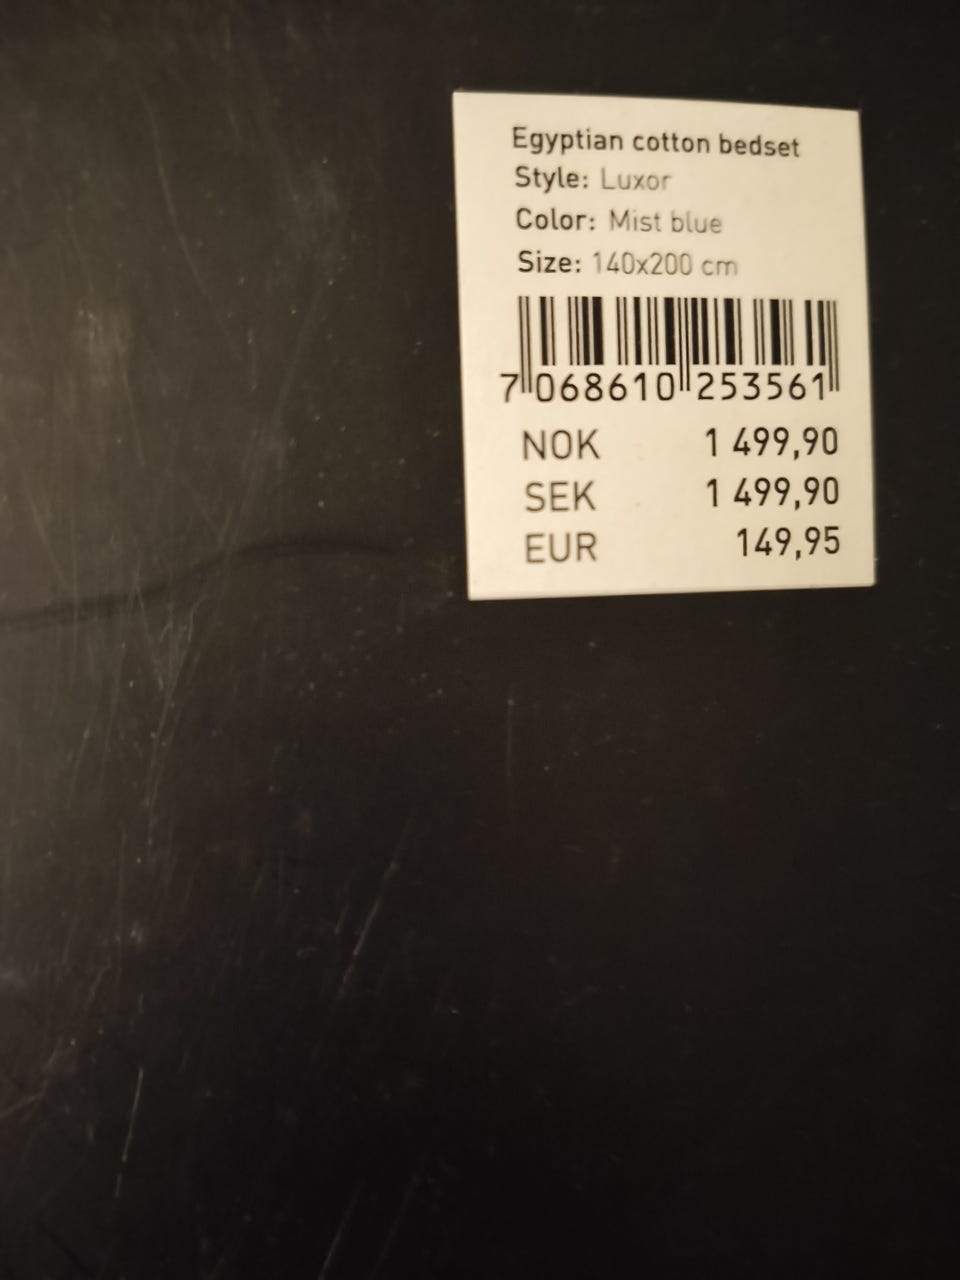 Egyptian cotton bedset
Style: Luxor
Color: Mist blue
Size: 140x200 cm
7 068610 253561
NOK 1 499,90
SEK 1 499,90
EUR 149,95